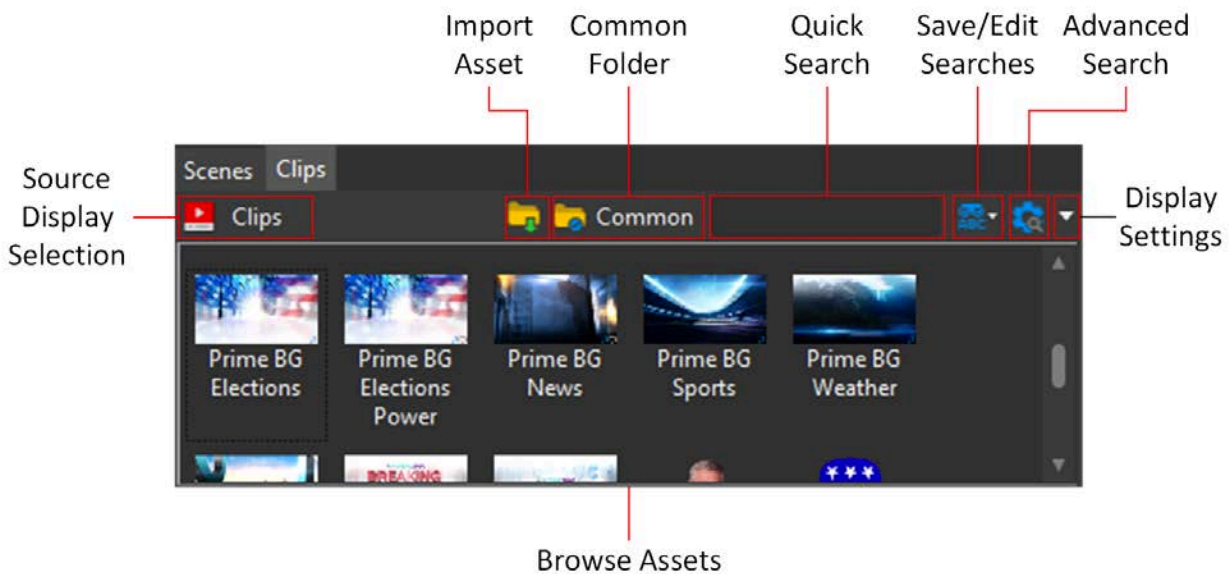 Import Asset
Common Folder
Quick Search
Save/Edit Searches
Advanced Search
Source Display Selection
Scenes Clips
Clips
Common
ABC
Display Settings
Prime BG Elections
Prime BG Elections Power
Prime BG News
Prime BG Sports
Prime BG Weather
BREAKING
Browse Assets